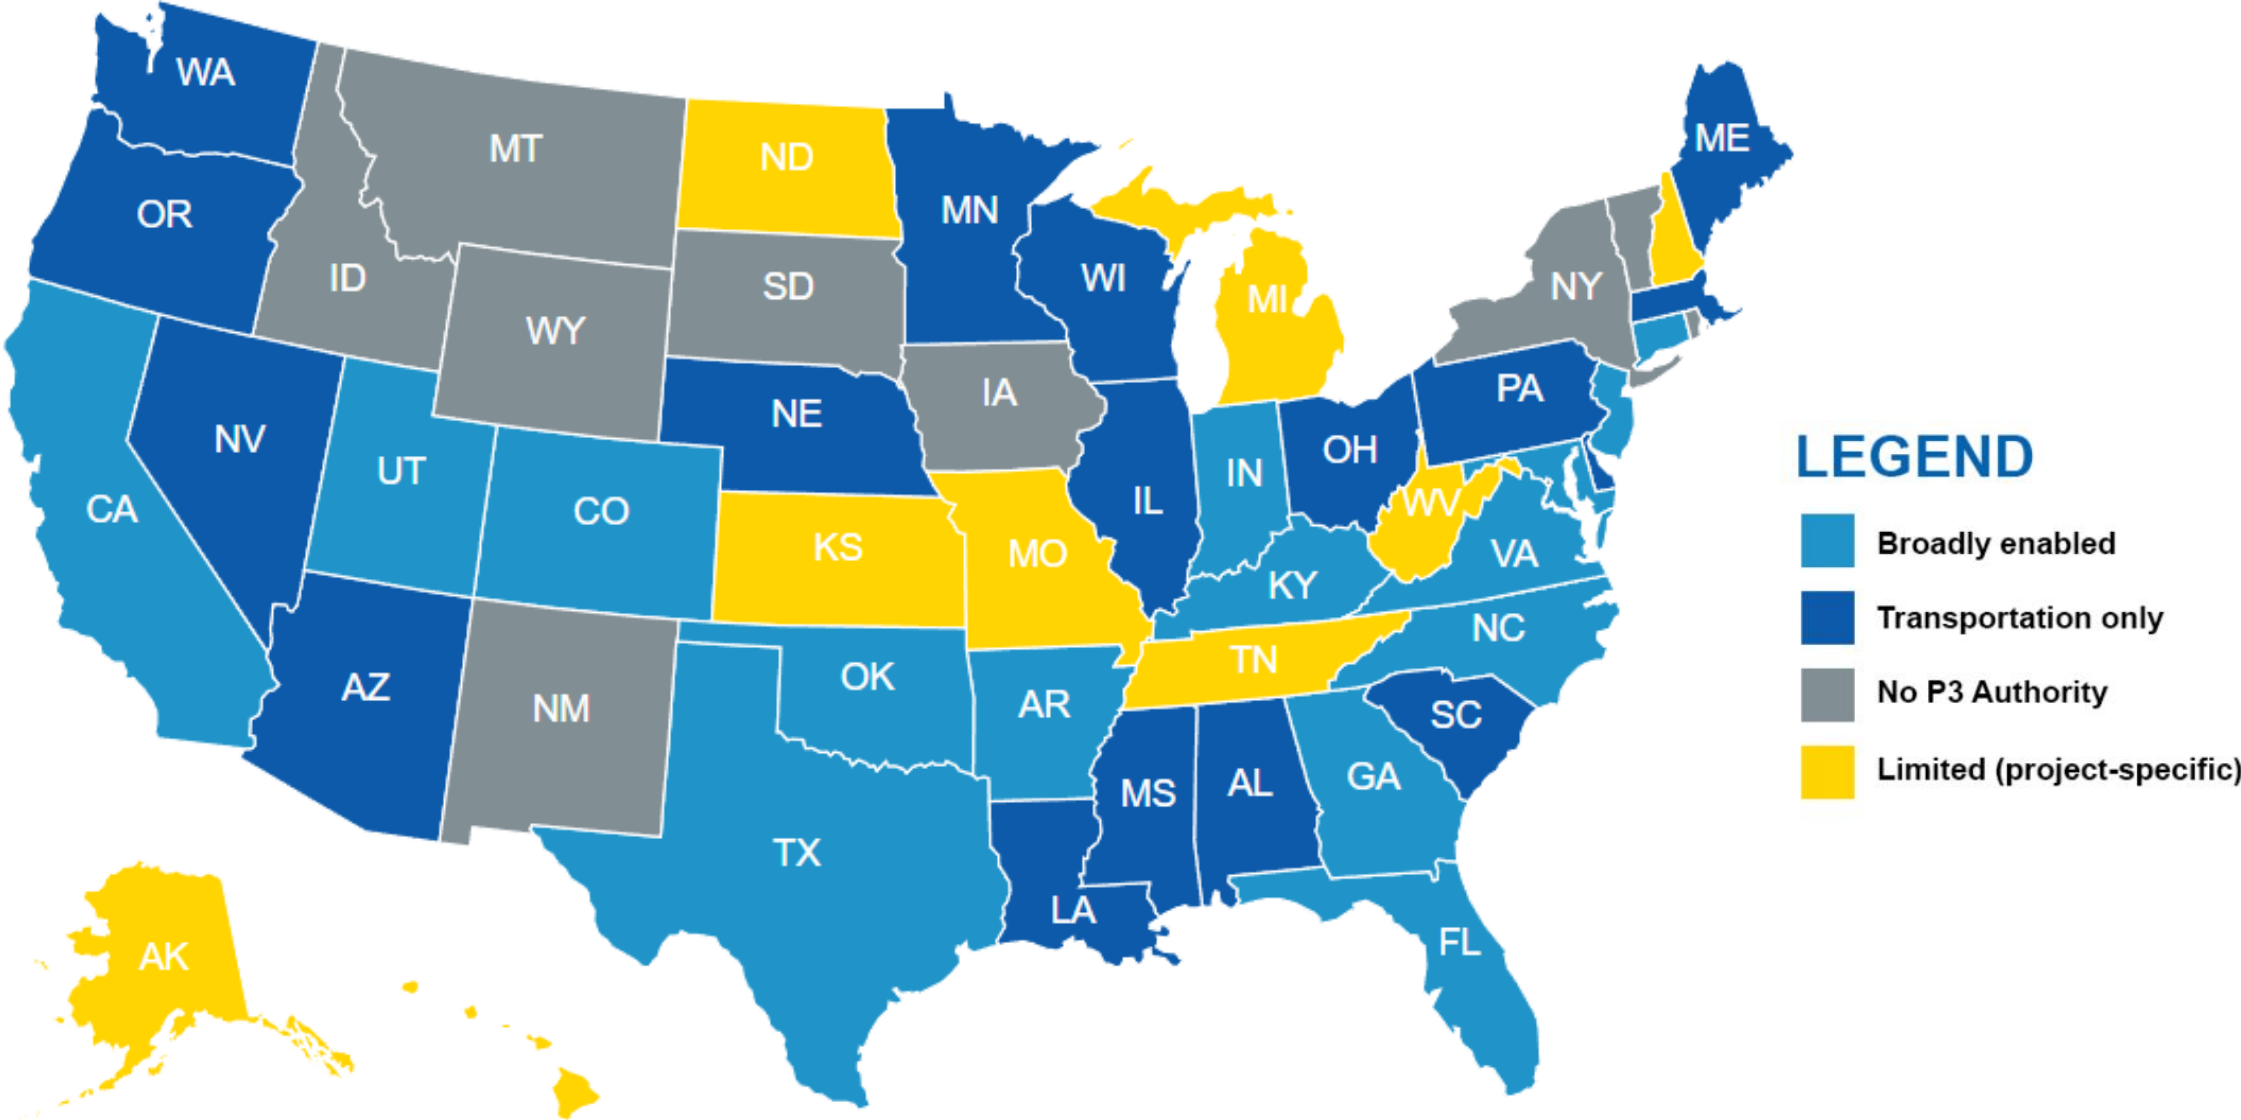 WA
ME
MT
ND
MN
OR
ID
SD
WI
NY
MI
WY
IA
PA
NE
NV
OH
UT
IN
CO
IL
WV
CA
KS
MO
VA
KY
NC
TN
OK
AZ
AR
NM
SC
GA
AL
MS
TX
LA
FL
AK
LEGEND
Broadly enabled
Transportation only
No P3 Authority
Limited (project-specific)